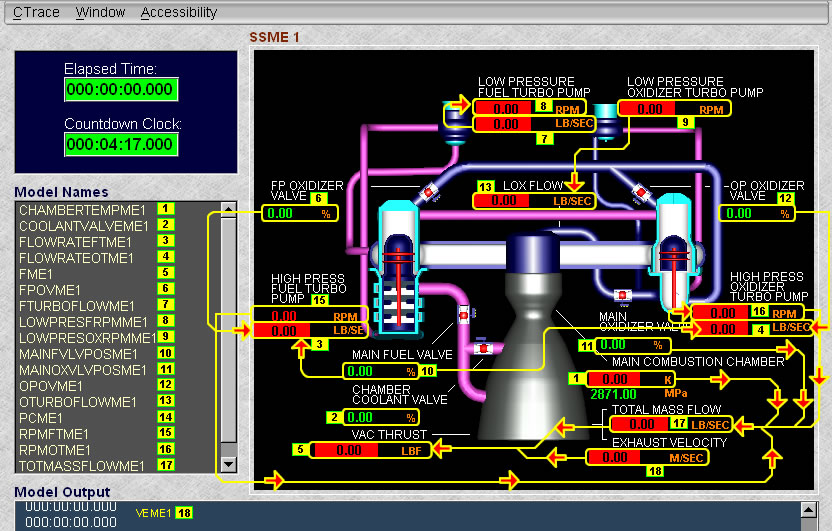 CTrace Window Accessibility
SSME 1
Elapsed Time:
000:00:00.000
Countdown Clock:
000:04:17.000
Model Names
CHAMBERTEMPME1 1
COOLANTVALVEME1 2
FLOWRATEFTME1 3
FLOWRATEOTME1 4
FME1 5
FPOVME1 6
FTURBOFLOWME1 7
LOWPRESFRPMME1 8
LOWPRESOXRPMME1 9
MAINFVLVPOSME1 10
MAINOXVLVPOSME1 11
OPOVME1 12
OTURBOFLOWME1 13
PCME1 14
RPMFTME1 15
RPMOTME1 16
TOTMASSFLOWME1 17
LOW PRESSURE
FUEL TURBO PUMP
0.00 8 RPM
0.00 LB/SEC
7
LOW PRESSURE
OXIDIZER TURBO PUMP
0.00 RPM
9
FP OXIDIZER
VALVE 6
0.00 %
13 LOX FLOW
0.00 LB/SEC
OP OXIDIZER
VALVE 12
0.00 %
HIGH PRESS
FUEL TURBO
PUMP 15
0.00 RPM
0.00 LB/SE
3
HIGH PRESS
OXIDIZER
TURBO PUMP
0.00 16 RPM
0.00 4 LB/SEC
MAIN
OXIDIZER VALV
11 0.00 %
MAIN FUEL VALVE
0.00 % 10
MAIN COMBUSTION CHAMBER
1 0.00 K
2871.00 MPa
CHAMBER
COOLANT VALVE
2 0.00 %
TOTAL MASS FLOW
0.00 17 LB/SEC
VAC THRUST
5 0.00 LBF
EXHAUST VELOCITY
0.00 M/SEC
18
Model Output
000:00:00.000
000:00:00.000 VEME1 18